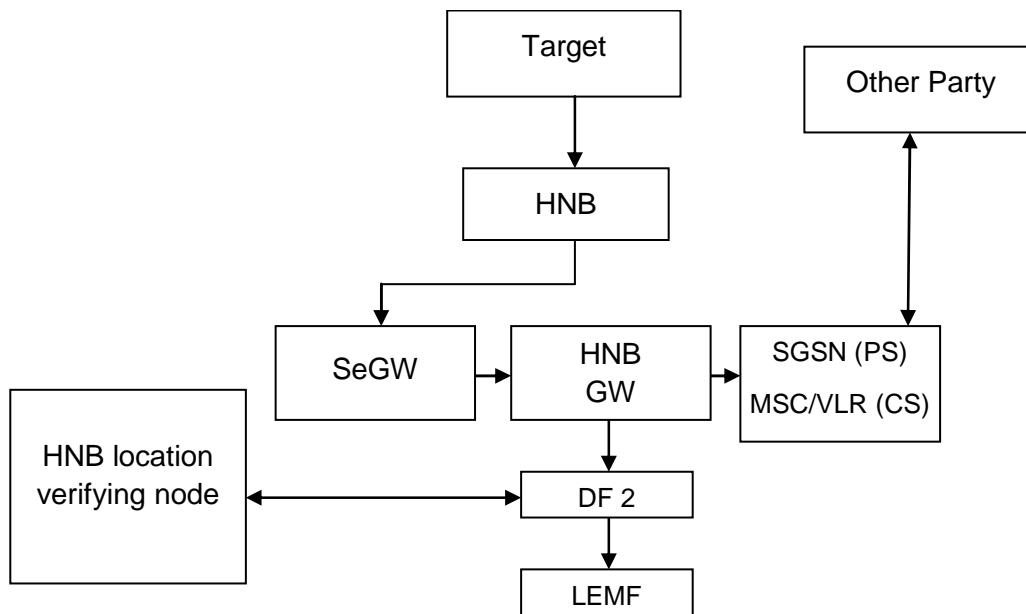 Target
Other Party
HNB
SeGW
HNB
GW
SGSN (PS)
MSC/VLR (CS)
HNB location
verifying node
DF 2
LEMF